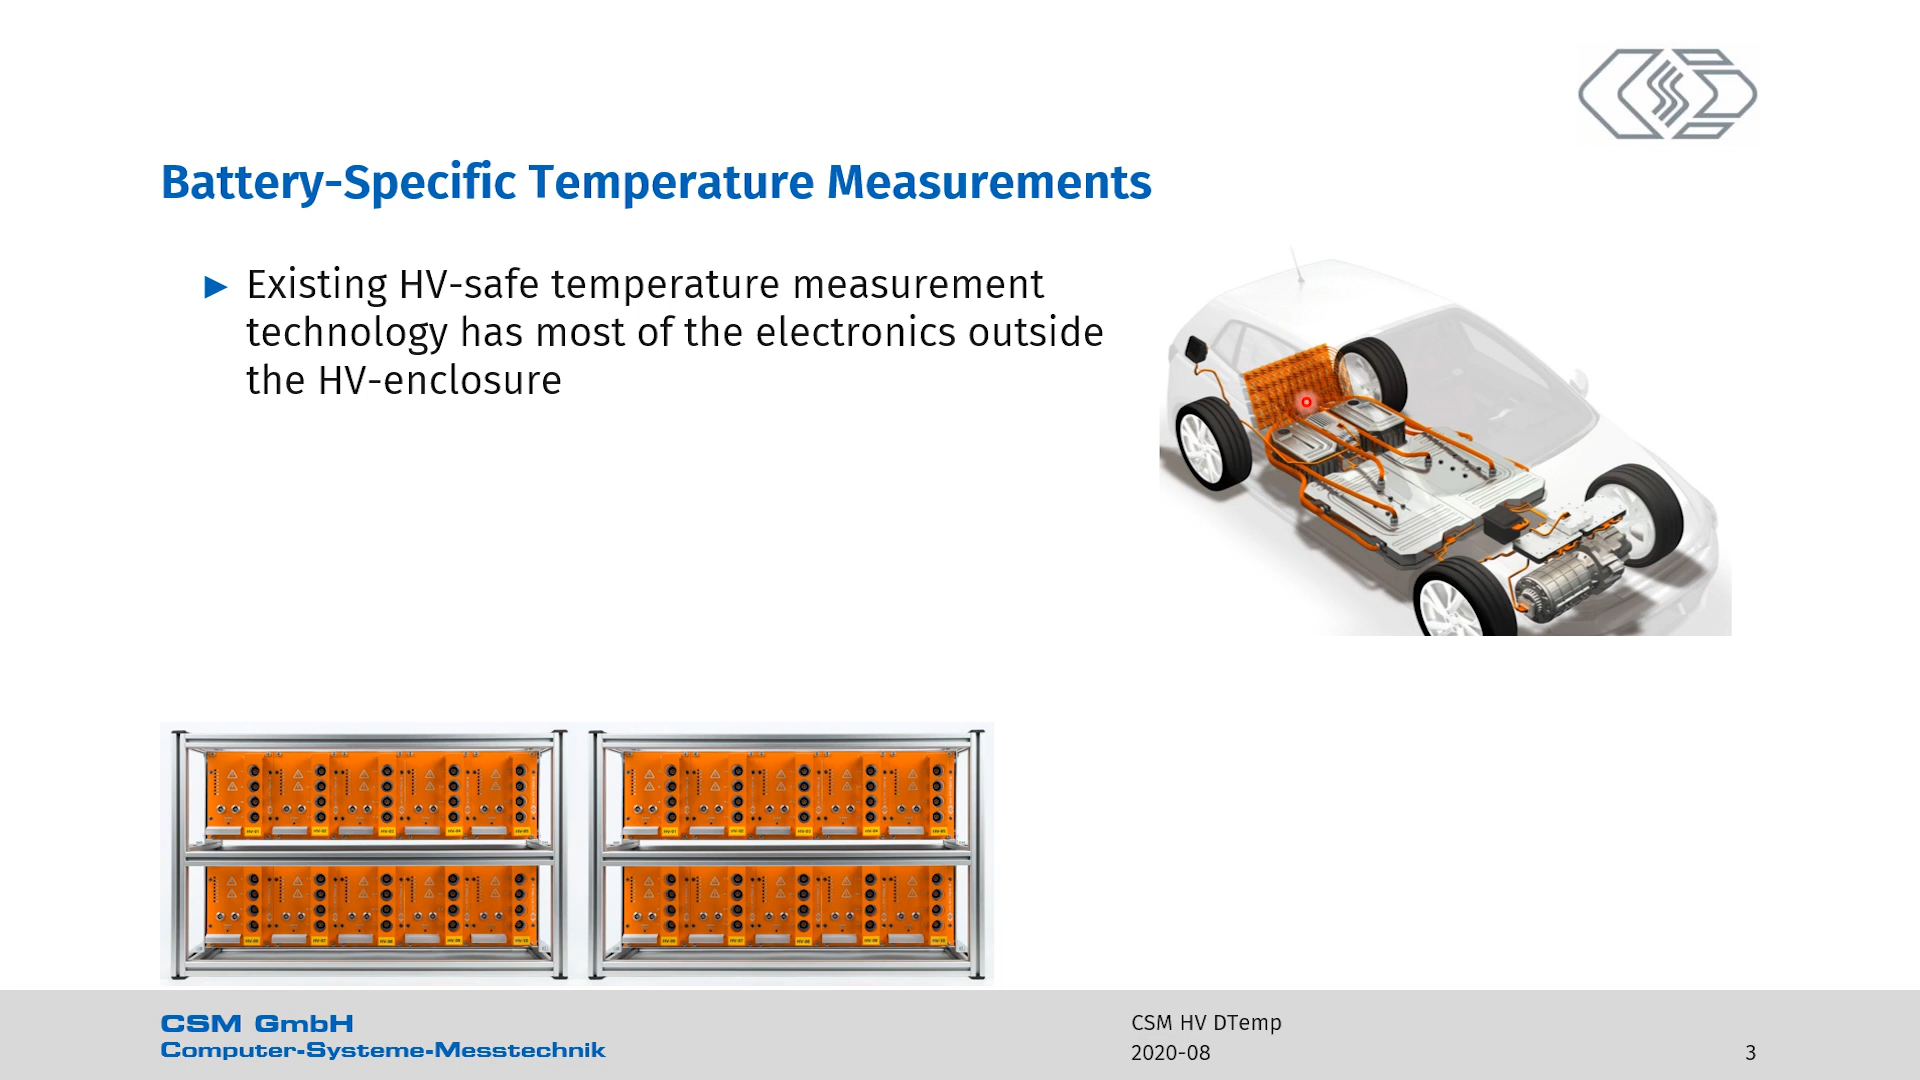 Battery-Specific Temperature Measurements
► Existing HV-safe temperature measurement
technology has most of the electronics outside
the HV-enclosure
CSM GmbH
Computer-Systeme-Messtechnik
CSM HV DTemp
2020-08
3